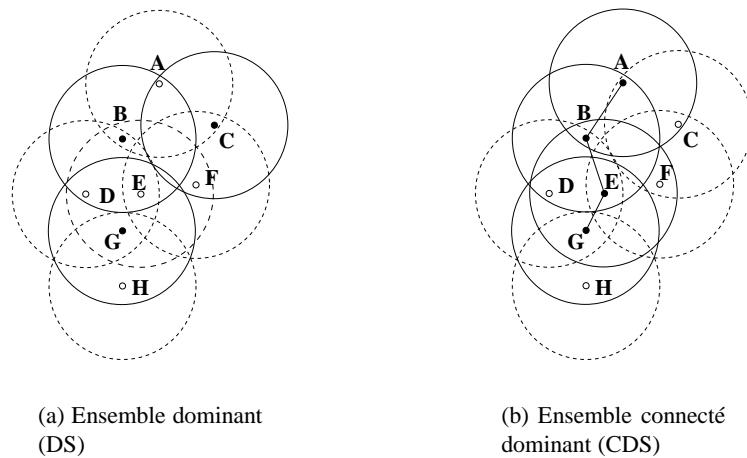 A
B
C
D
E
F
G
H
A
B
C
D
E
F
G
H
(a) Ensemble dominant
(DS)
(b) Ensemble connecté
dominant (CDS)